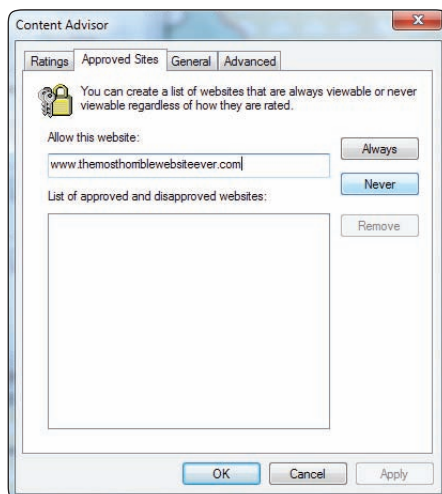 Content Advisor
Ratings Approved Sites General Advanced
You can create a list of websites that are always viewable or never
viewable regardless of how they are rated.
Allow this website:
www.themosthorriblewebsiteever.com
Always
Never
List of approved and disapproved websites:
Remove
OK Cancel Apply